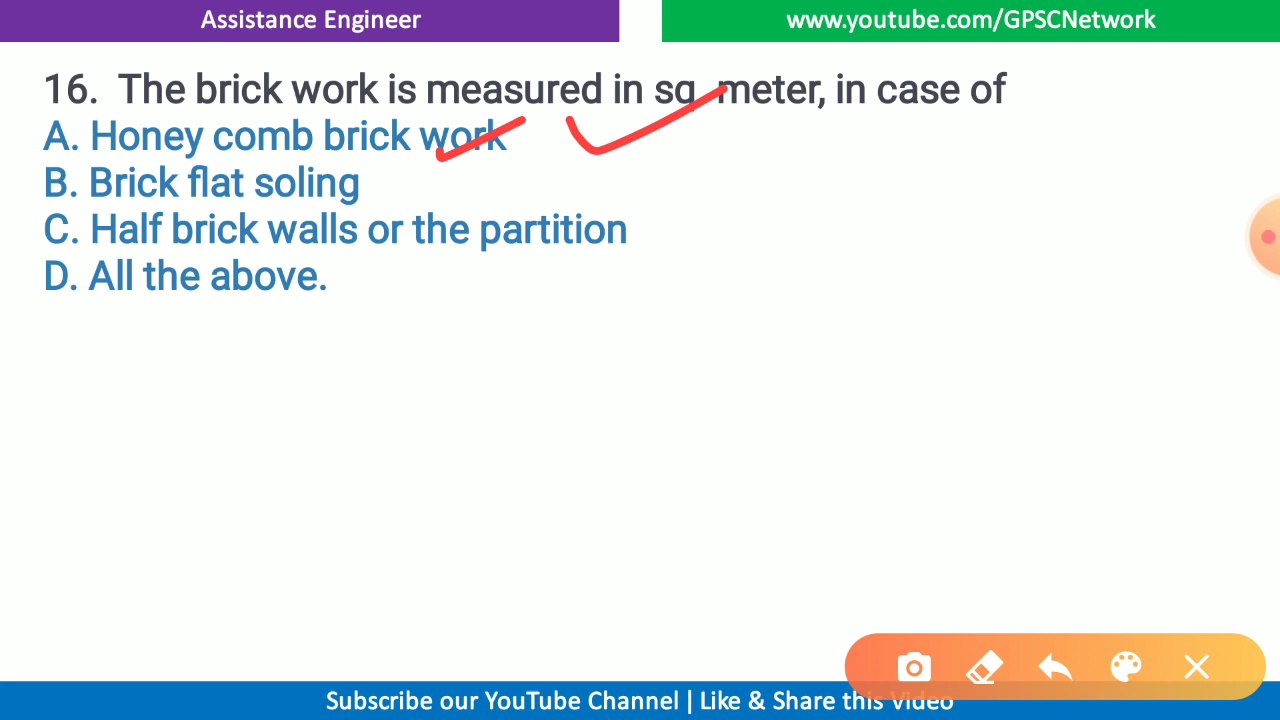 Assistance Engineer
www.youtube.com/GPSCNetwork
16. The brick work is measured in sq. meter, in case of
A. Honey comb brick work
B. Brick flat soling
C. Half brick walls or the partition
D. All the above.
Subscribe our YouTube Channel | Like & Share this Video